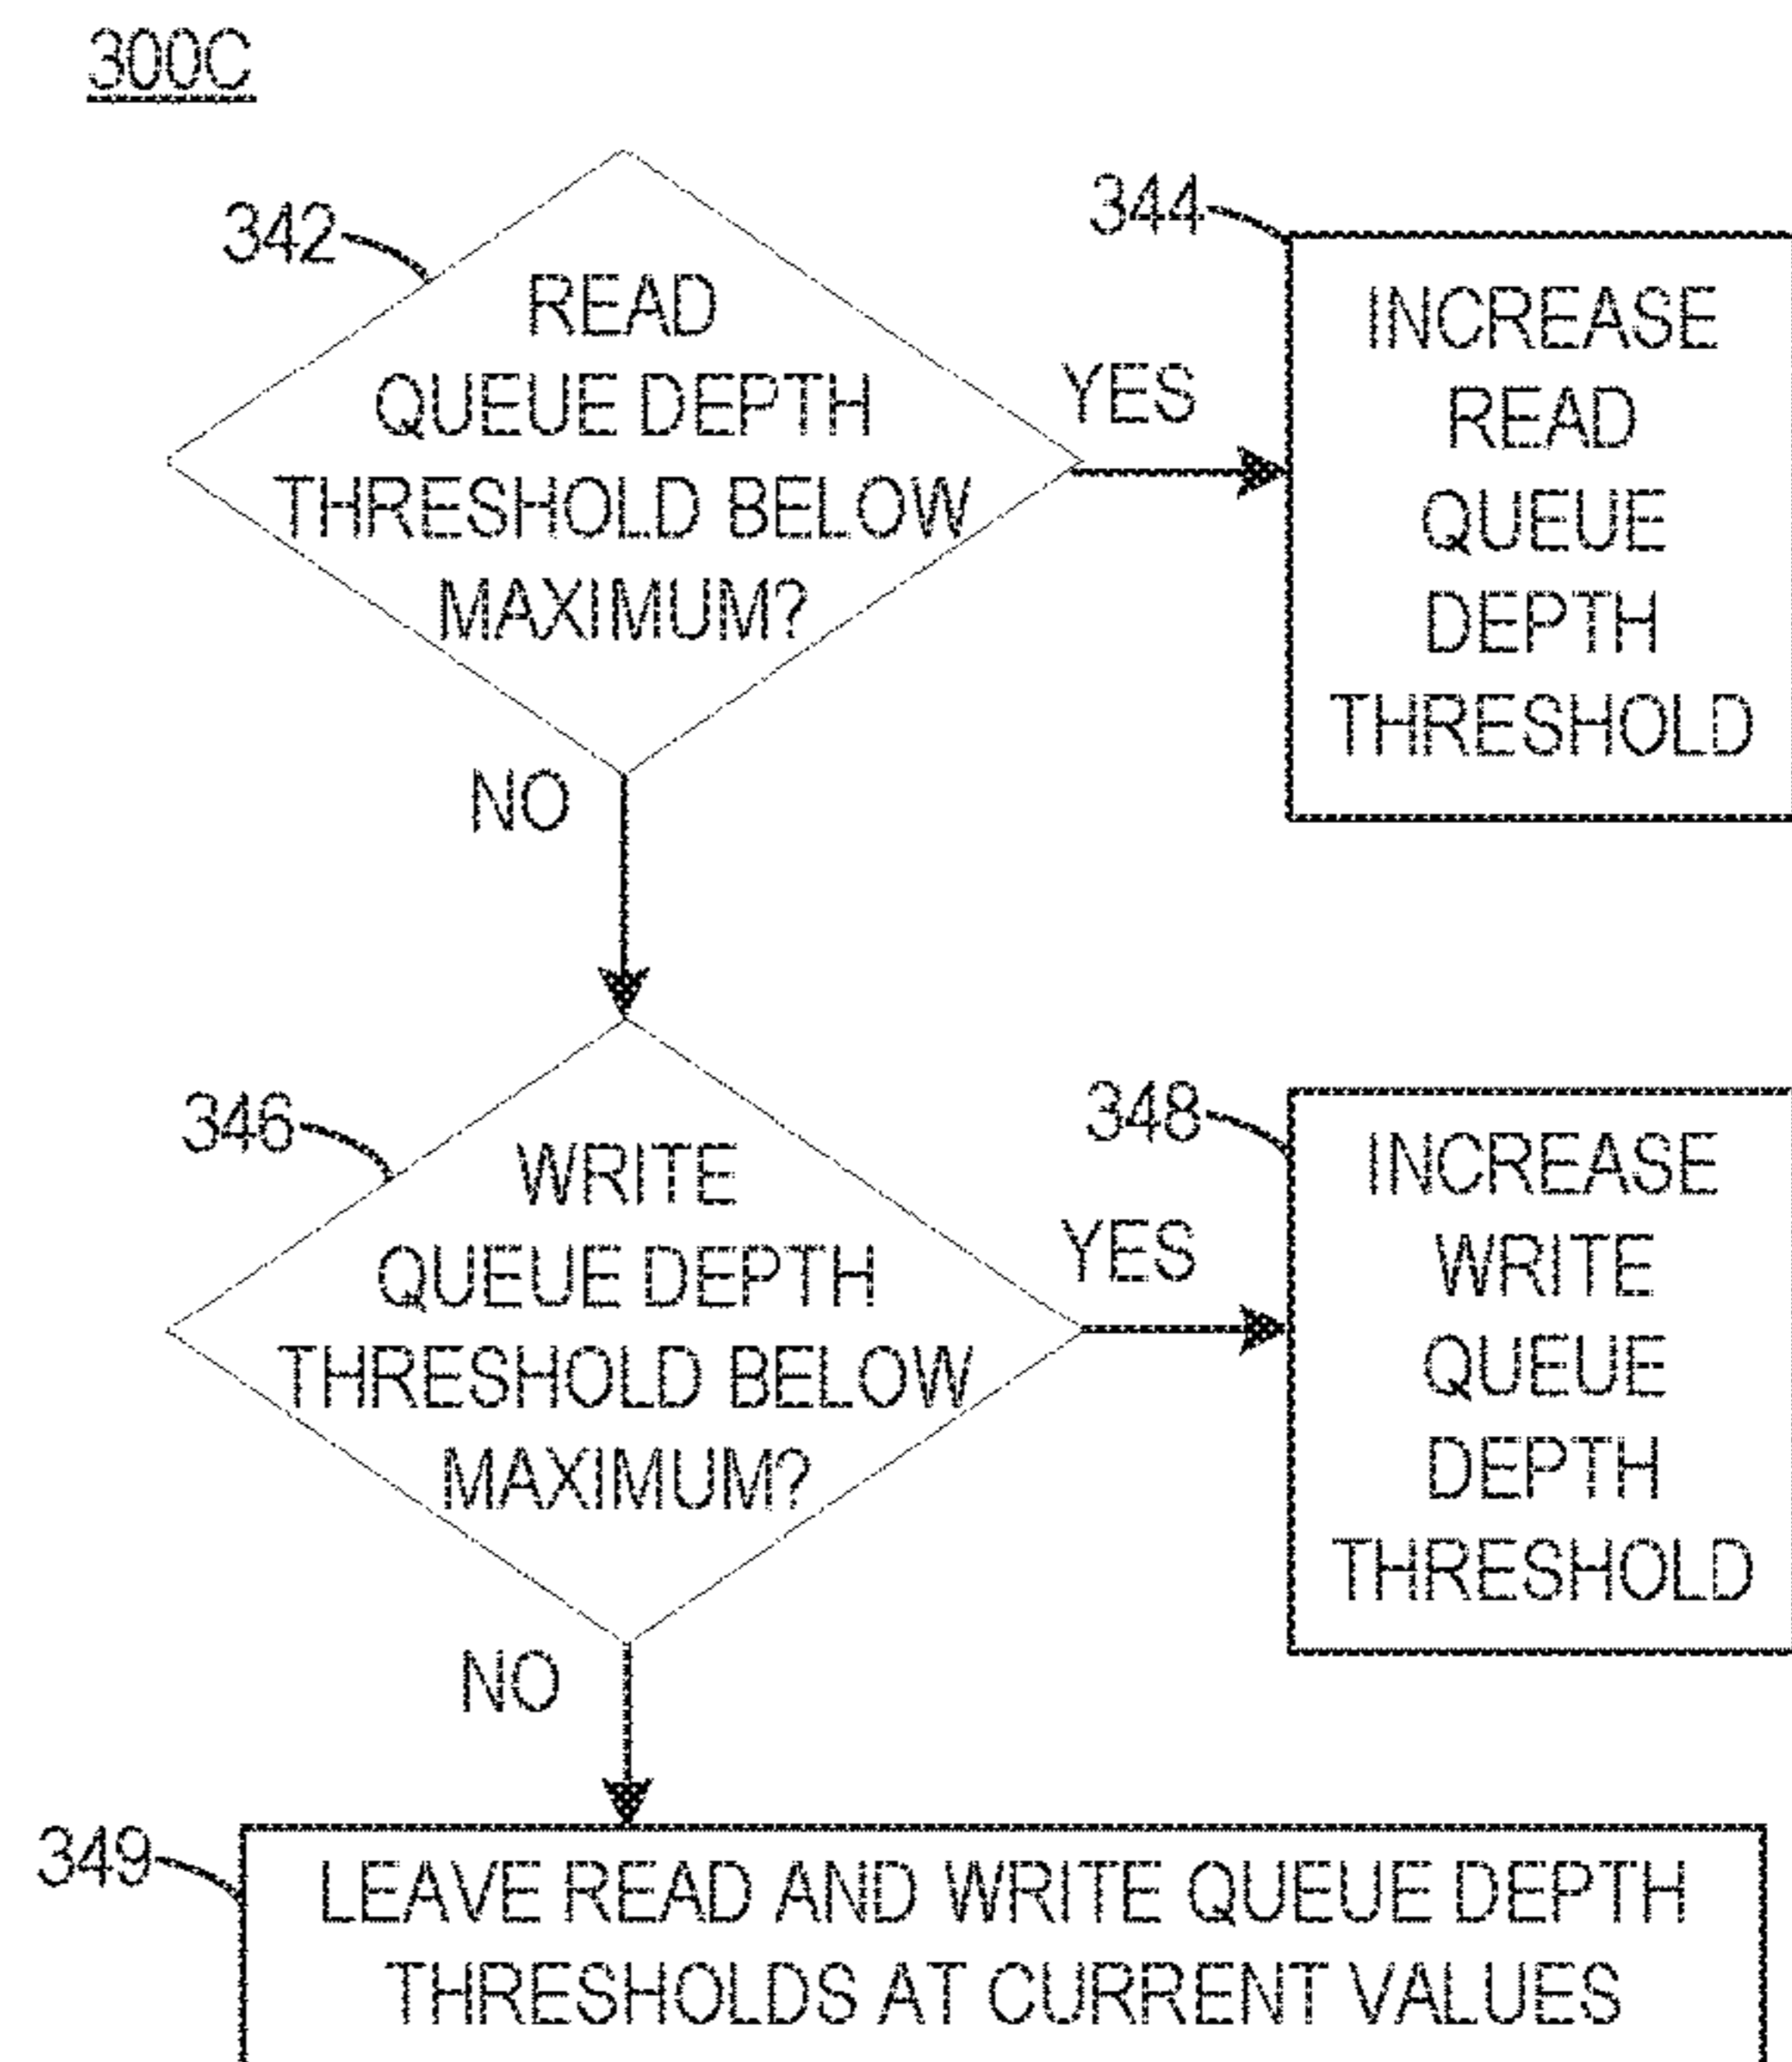 300C
342
READ
QUEUE DEPTH
THRESHOLD BELOW
MAXIMUM?
YES
344
INCREASE
READ
QUEUE
DEPTH
THRESHOLD
NO
346
WRITE
QUEUE DEPTH
THRESHOLD BELOW
MAXIMUM?
YES
348
INCREASE
WRITE
QUEUE
DEPTH
THRESHOLD
NO
349
LEAVE READ AND WRITE QUEUE DEPTH
THRESHOLDS AT CURRENT VALUES